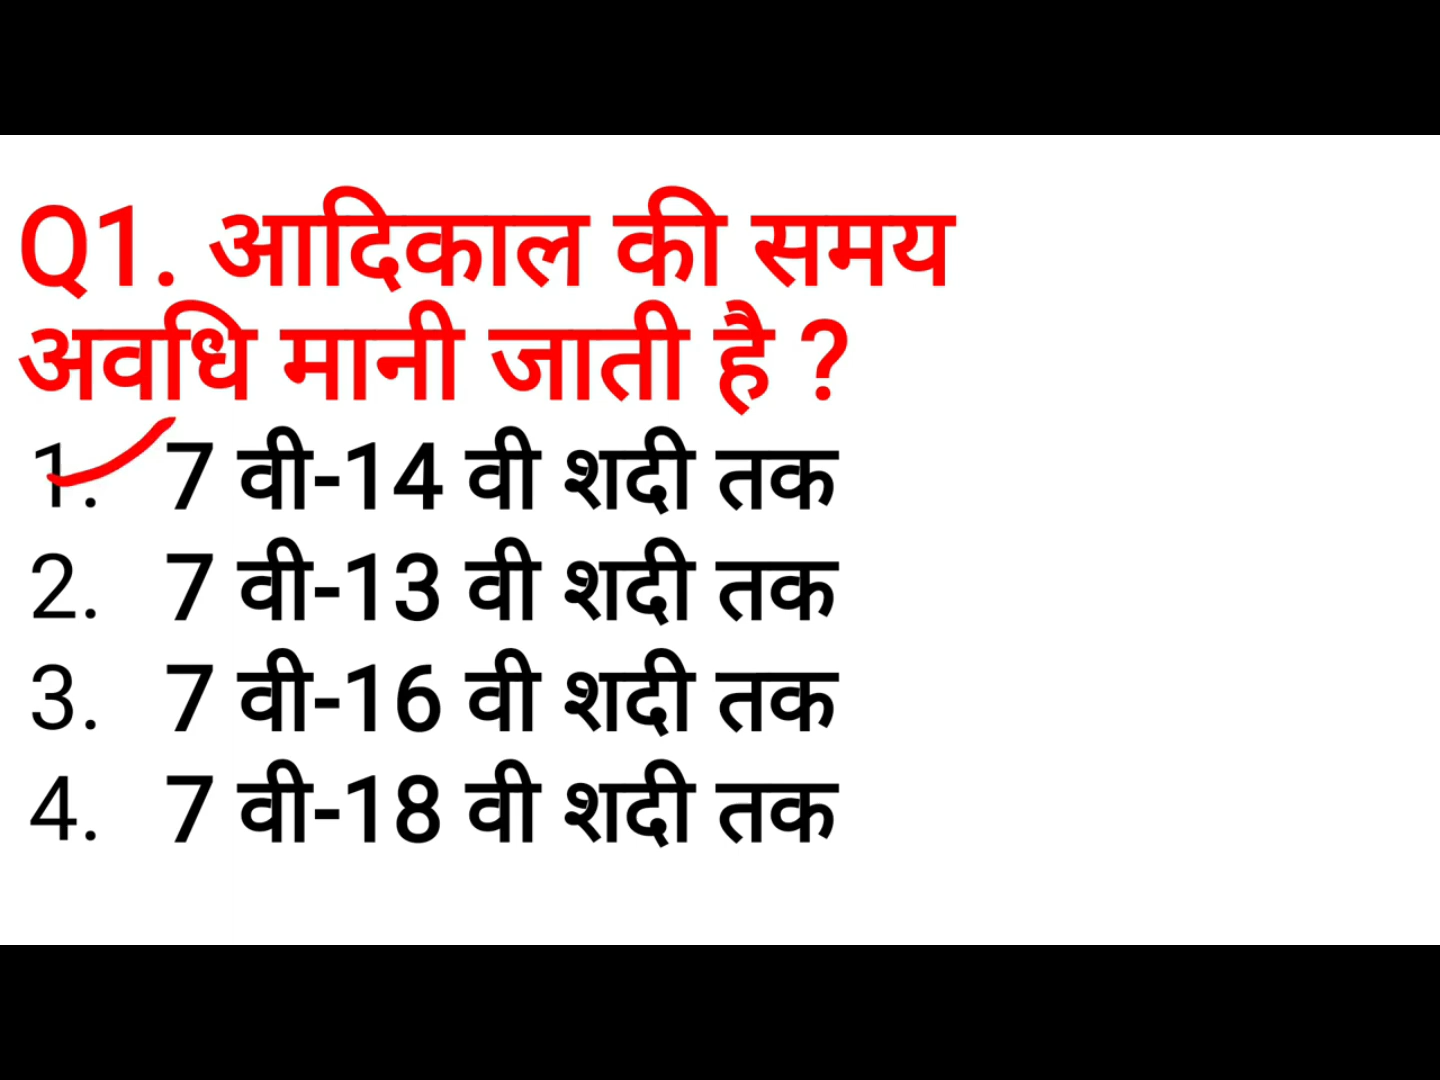 Q1. आदिकाल की समय
अवधि मानी जाती है ?
1. 7 वी-14 वी शदी तक
2. 7 वी-13 वी शदी तक
3. 7 वी-16 वी शदी तक
4. 7 वी-18 वी शदी तक